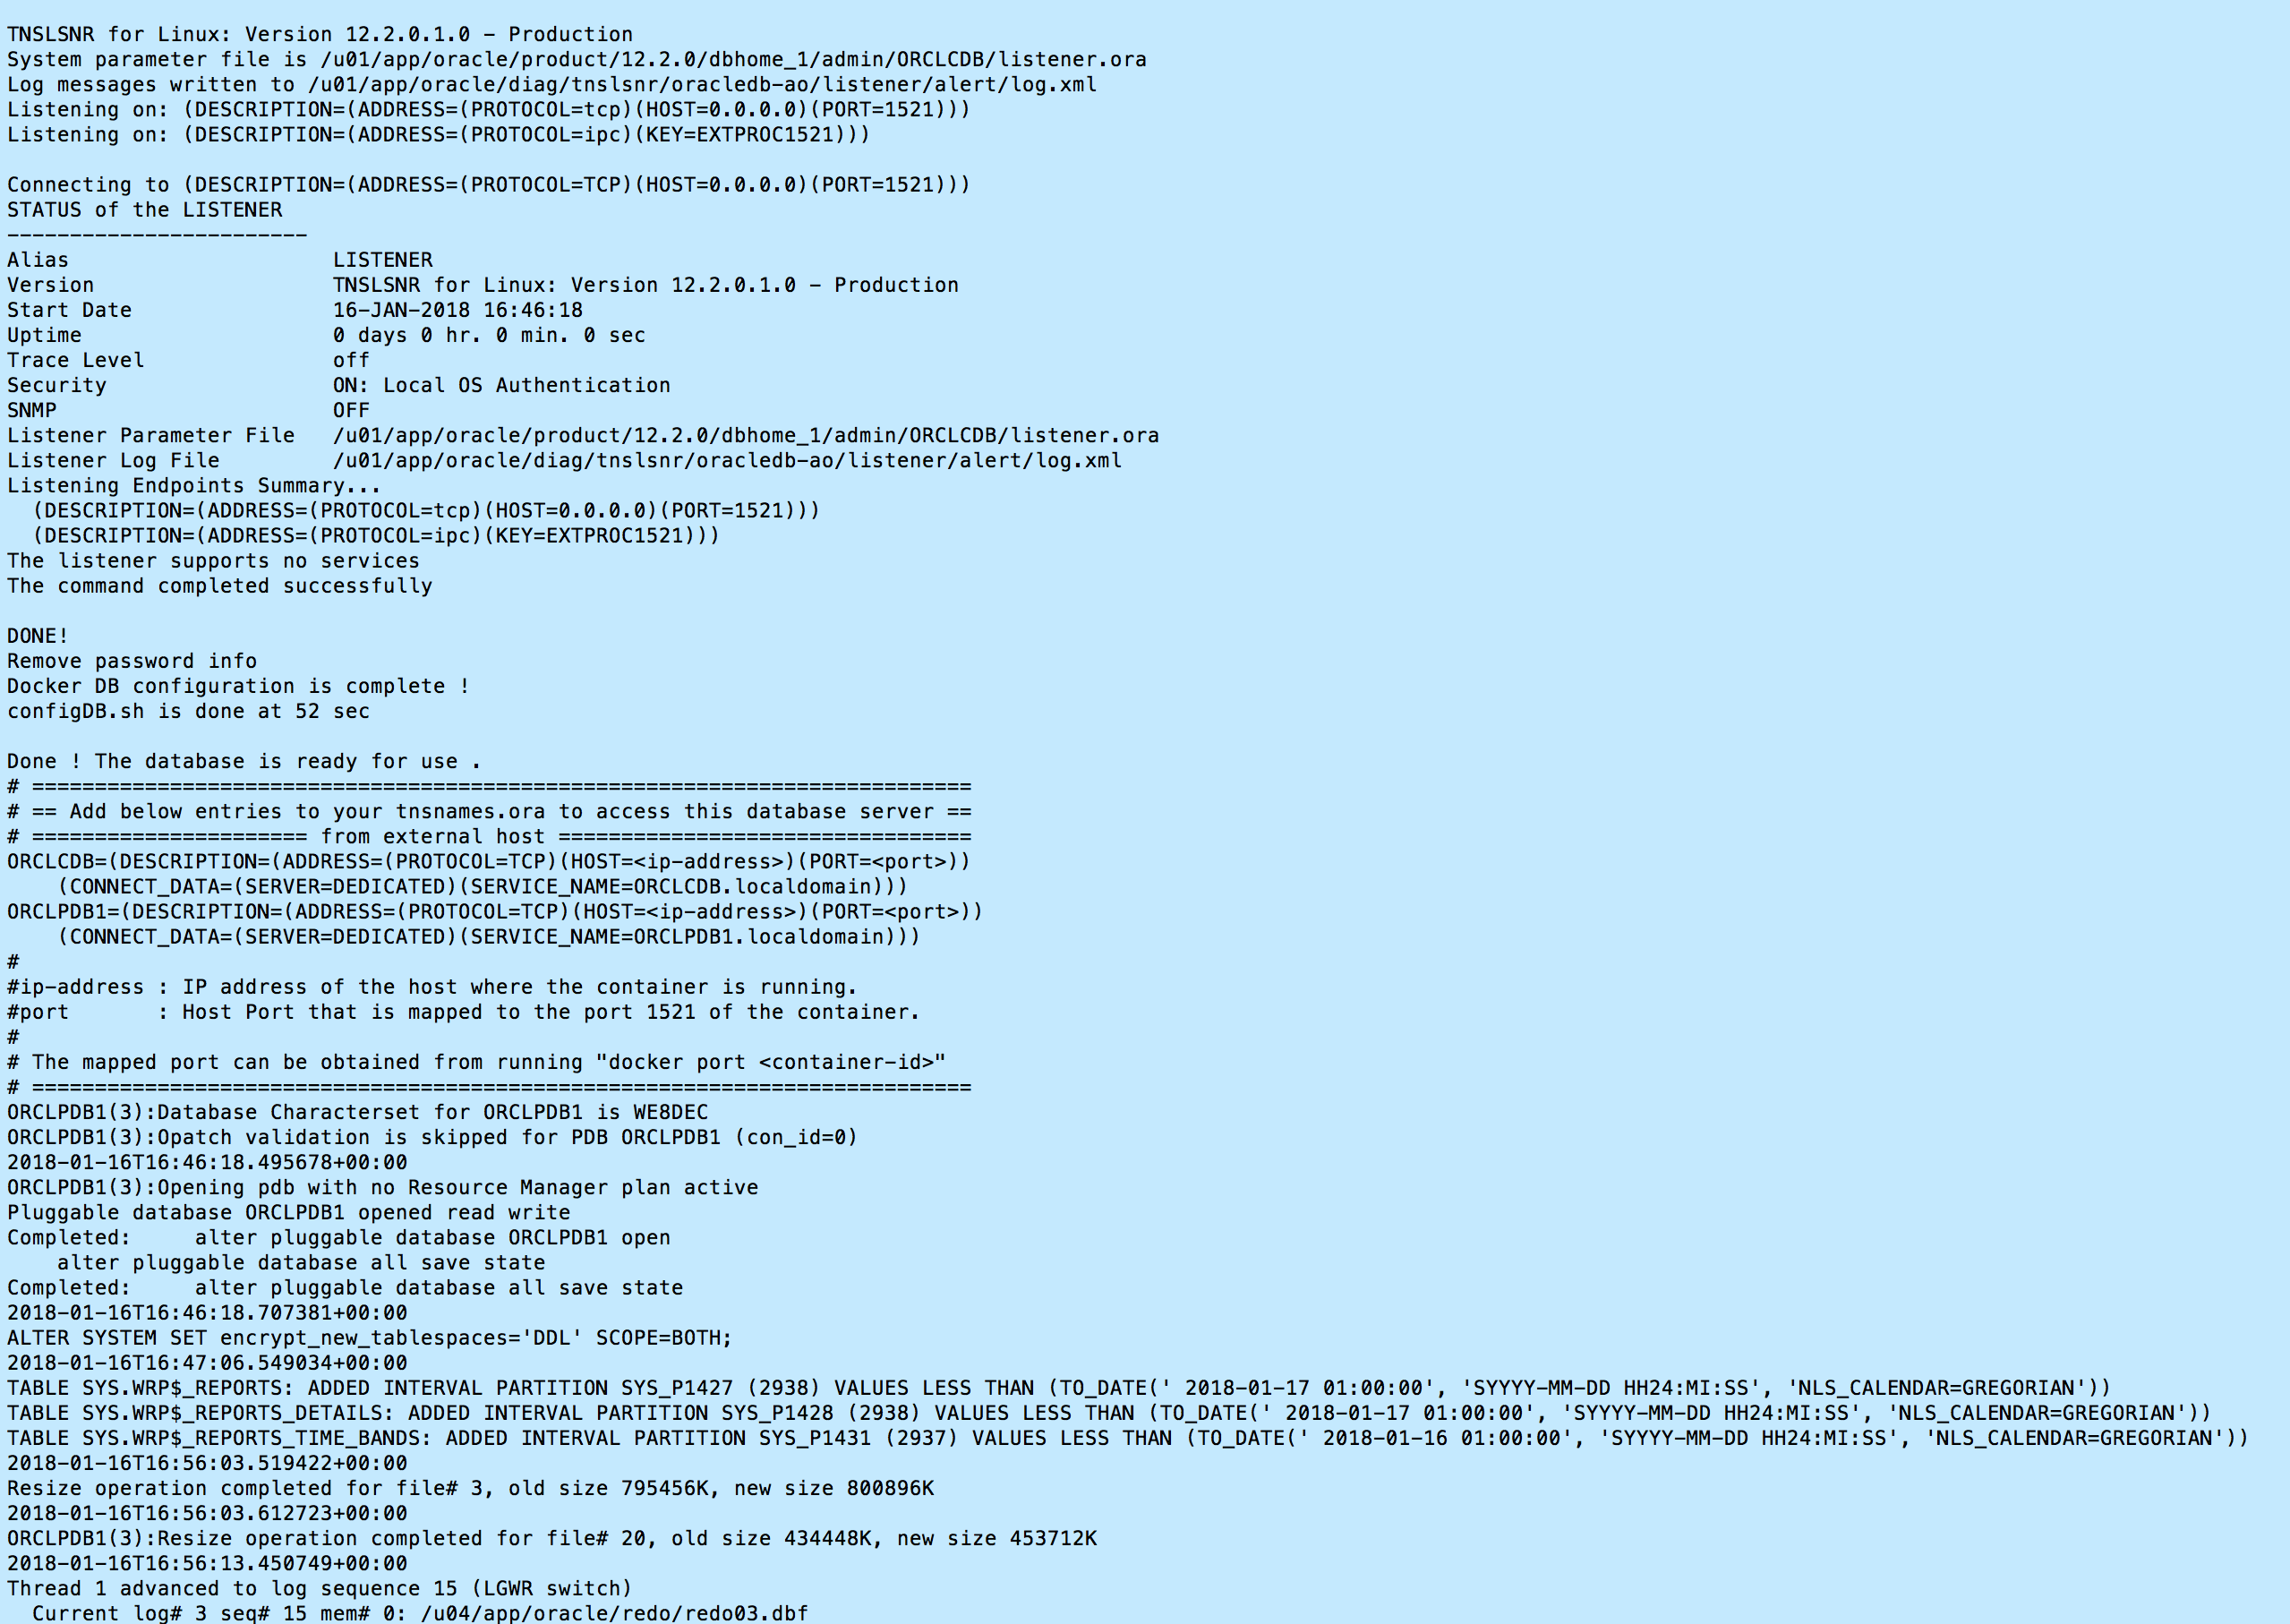 TNSLSNR for Linux: Version 12.2.0.1.0 - Production
System parameter file is /u01/app/oracle/product/12.2.0/dbhome_1/admin/ORCLCDB/listener.ora
Log messages written to /u01/app/oracle/diag/tnslsnr/oracledb-ao/listener/alert/log.xml
Listening on: (DESCRIPTION=(ADDRESS=(PROTOCOL=tcp)(HOST=0.0.0.0)(PORT=1521)))
Listening on: (DESCRIPTION=(ADDRESS=(PROTOCOL=ipc)(KEY=EXTPROC1521)))

Connecting to (DESCRIPTION=(ADDRESS=(PROTOCOL=TCP)(HOST=0.0.0.0)(PORT=1521)))
STATUS of the LISTENER
------------------------
Alias                     LISTENER
Version                   TNSLSNR for Linux: Version 12.2.0.1.0 - Production
Start Date                16-JAN-2018 16:46:18
Uptime                    0 days 0 hr. 0 min. 0 sec
Trace Level               off
Security                  ON: Local OS Authentication
SNMP                      OFF
Listener Parameter File   /u01/app/oracle/product/12.2.0/dbhome_1/admin/ORCLCDB/listener.ora
Listener Log File         /u01/app/oracle/diag/tnslsnr/oracledb-ao/listener/alert/log.xml
Listening Endpoints Summary...
  (DESCRIPTION=(ADDRESS=(PROTOCOL=tcp)(HOST=0.0.0.0)(PORT=1521)))
  (DESCRIPTION=(ADDRESS=(PROTOCOL=ipc)(KEY=EXTPROC1521)))
The listener supports no services
The command completed successfully

DONE!
Remove password info
Docker DB configuration is complete !
configDB.sh is done at 52 sec

Done ! The database is ready for use .
# ===========================================================================
# == Add below entries to your tnsnames.ora to access this database server ==
# ====================== from external host =================================
ORCLCDB=(DESCRIPTION=(ADDRESS=(PROTOCOL=TCP)(HOST=<ip-address>)(PORT=<port>))
    (CONNECT_DATA=(SERVER=DEDICATED)(SERVICE_NAME=ORCLCDB.localdomain)))
ORCLPDB1=(DESCRIPTION=(ADDRESS=(PROTOCOL=TCP)(HOST=<ip-address>)(PORT=<port>))
    (CONNECT_DATA=(SERVER=DEDICATED)(SERVICE_NAME=ORCLPDB1.localdomain)))
#
#ip-address : IP address of the host where the container is running.
#port       : Host Port that is mapped to the port 1521 of the container.
#
# The mapped port can be obtained from running "docker port <container-id>"
# ===========================================================================
ORCLPDB1(3):Database Characterset for ORCLPDB1 is WE8DEC
ORCLPDB1(3):Opatch validation is skipped for PDB ORCLPDB1 (con_id=0)
2018-01-16T16:46:18.495678+00:00
ORCLPDB1(3):Opening pdb with no Resource Manager plan active
Pluggable database ORCLPDB1 opened read write
Completed:     alter pluggable database ORCLPDB1 open
    alter pluggable database all save state
Completed:     alter pluggable database all save state
2018-01-16T16:46:18.707381+00:00
ALTER SYSTEM SET encrypt_new_tablespaces='DDL' SCOPE=BOTH;
2018-01-16T16:47:06.549034+00:00
TABLE SYS.WRP$_REPORTS: ADDED INTERVAL PARTITION SYS_P1427 (2938) VALUES LESS THAN (TO_DATE(' 2018-01-17 01:00:00', 'SYYYY-MM-DD HH24:MI:SS', 'NLS_CALENDAR=GREGORIAN'))
TABLE SYS.WRP$_REPORTS_DETAILS: ADDED INTERVAL PARTITION SYS_P1428 (2938) VALUES LESS THAN (TO_DATE(' 2018-01-17 01:00:00', 'SYYYY-MM-DD HH24:MI:SS', 'NLS_CALENDAR=GREGORIAN'))
TABLE SYS.WRP$_REPORTS_TIME_BANDS: ADDED INTERVAL PARTITION SYS_P1431 (2937) VALUES LESS THAN (TO_DATE(' 2018-01-16 01:00:00', 'SYYYY-MM-DD HH24:MI:SS', 'NLS_CALENDAR=GREGORIAN'))
2018-01-16T16:56:03.519422+00:00
Resize operation completed for file# 3, old size 795456K, new size 800896K
2018-01-16T16:56:03.612723+00:00
ORCLPDB1(3):Resize operation completed for file# 20, old size 434448K, new size 453712K
2018-01-16T16:56:13.450749+00:00
Thread 1 advanced to log sequence 15 (LGWR switch)
  Current log# 3 seq# 15 mem# 0: /u04/app/oracle/redo/redo03.dbf